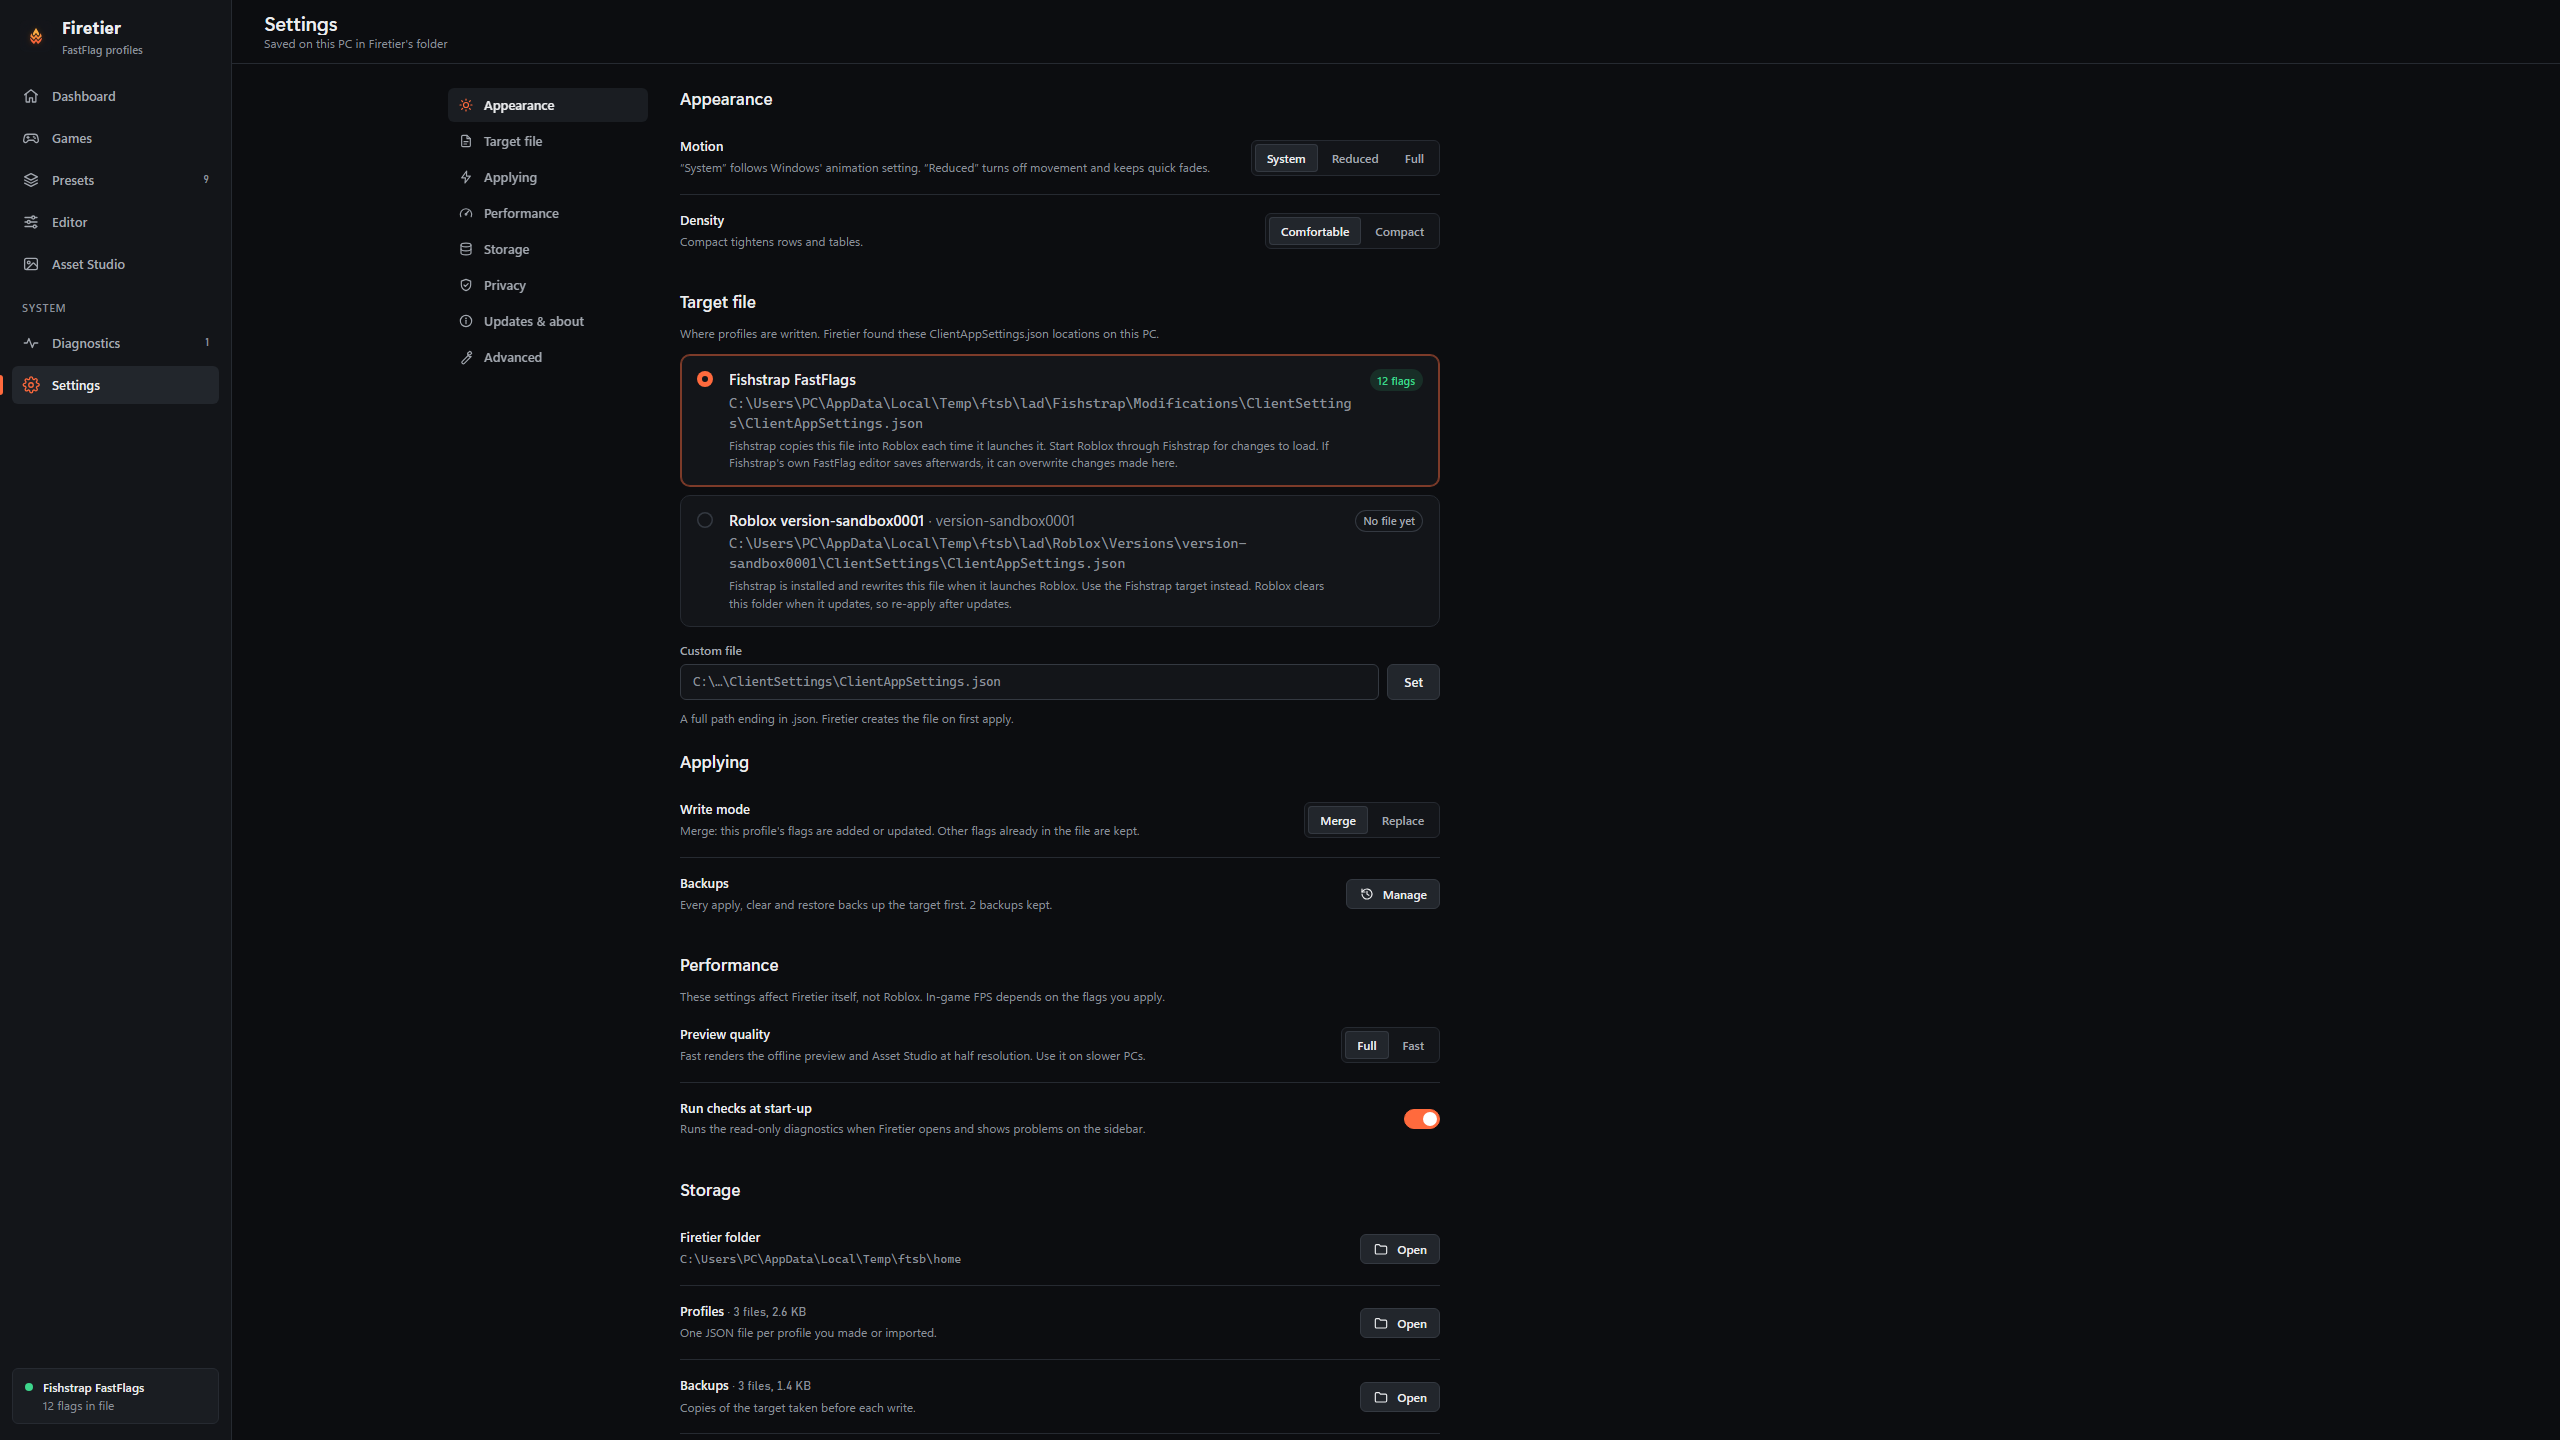 Firetier
FastFlag profiles
Dashboard
Games
Presets 9
Editor
Asset Studio
SYSTEM
Diagnostics 1
Settings
Fishstrap FastFlags
12 flags in file
Settings
Saved on this PC in Firetier's folder
Appearance
Target file
Applying
Performance
Storage
Privacy
Updates & about
Advanced
Appearance
Motion
"System" follows Windows' animation setting. "Reduced" turns off movement and keeps quick fades.
System Reduced Full
Density
Compact tightens rows and tables.
Comfortable Compact
Target file
Where profiles are written. Firetier found these ClientAppSettings.json locations on this PC.
Fishstrap FastFlags 12 flags
C:\Users\PC\AppData\Local\Temp\ftsb\lad\Fishstrap\Modifications\ClientSetting
s\ClientAppSettings.json
Fishstrap copies this file into Roblox each time it launches it. Start Roblox through Fishstrap for changes to load. If
Fishstrap's own FastFlag editor saves afterwards, it can overwrite changes made here.
Roblox version-sandbox0001 · version-sandbox0001 No file yet
C:\Users\PC\AppData\Local\Temp\ftsb\lad\Roblox\Versions\version-
sandbox0001\ClientSettings\ClientAppSettings.json
Fishstrap is installed and rewrites this file when it launches Roblox. Use the Fishstrap target instead. Roblox clears
this folder when it updates, so re-apply after updates.
Custom file
C:\…\ClientSettings\ClientAppSettings.json Set
A full path ending in .json. Firetier creates the file on first apply.
Applying
Write mode
Merge: this profile's flags are added or updated. Other flags already in the file are kept.
Merge Replace
Backups
Every apply, clear and restore backs up the target first. 2 backups kept.
Manage
Performance
These settings affect Firetier itself, not Roblox. In-game FPS depends on the flags you apply.
Preview quality
Fast renders the offline preview and Asset Studio at half resolution. Use it on slower PCs.
Full Fast
Run checks at start-up
Runs the read-only diagnostics when Firetier opens and shows problems on the sidebar.
Storage
Firetier folder
C:\Users\PC\AppData\Local\Temp\ftsb\home
Open
Profiles · 3 files, 2.6 KB
One JSON file per profile you made or imported.
Open
Backups · 3 files, 1.4 KB
Copies of the target taken before each write.
Open